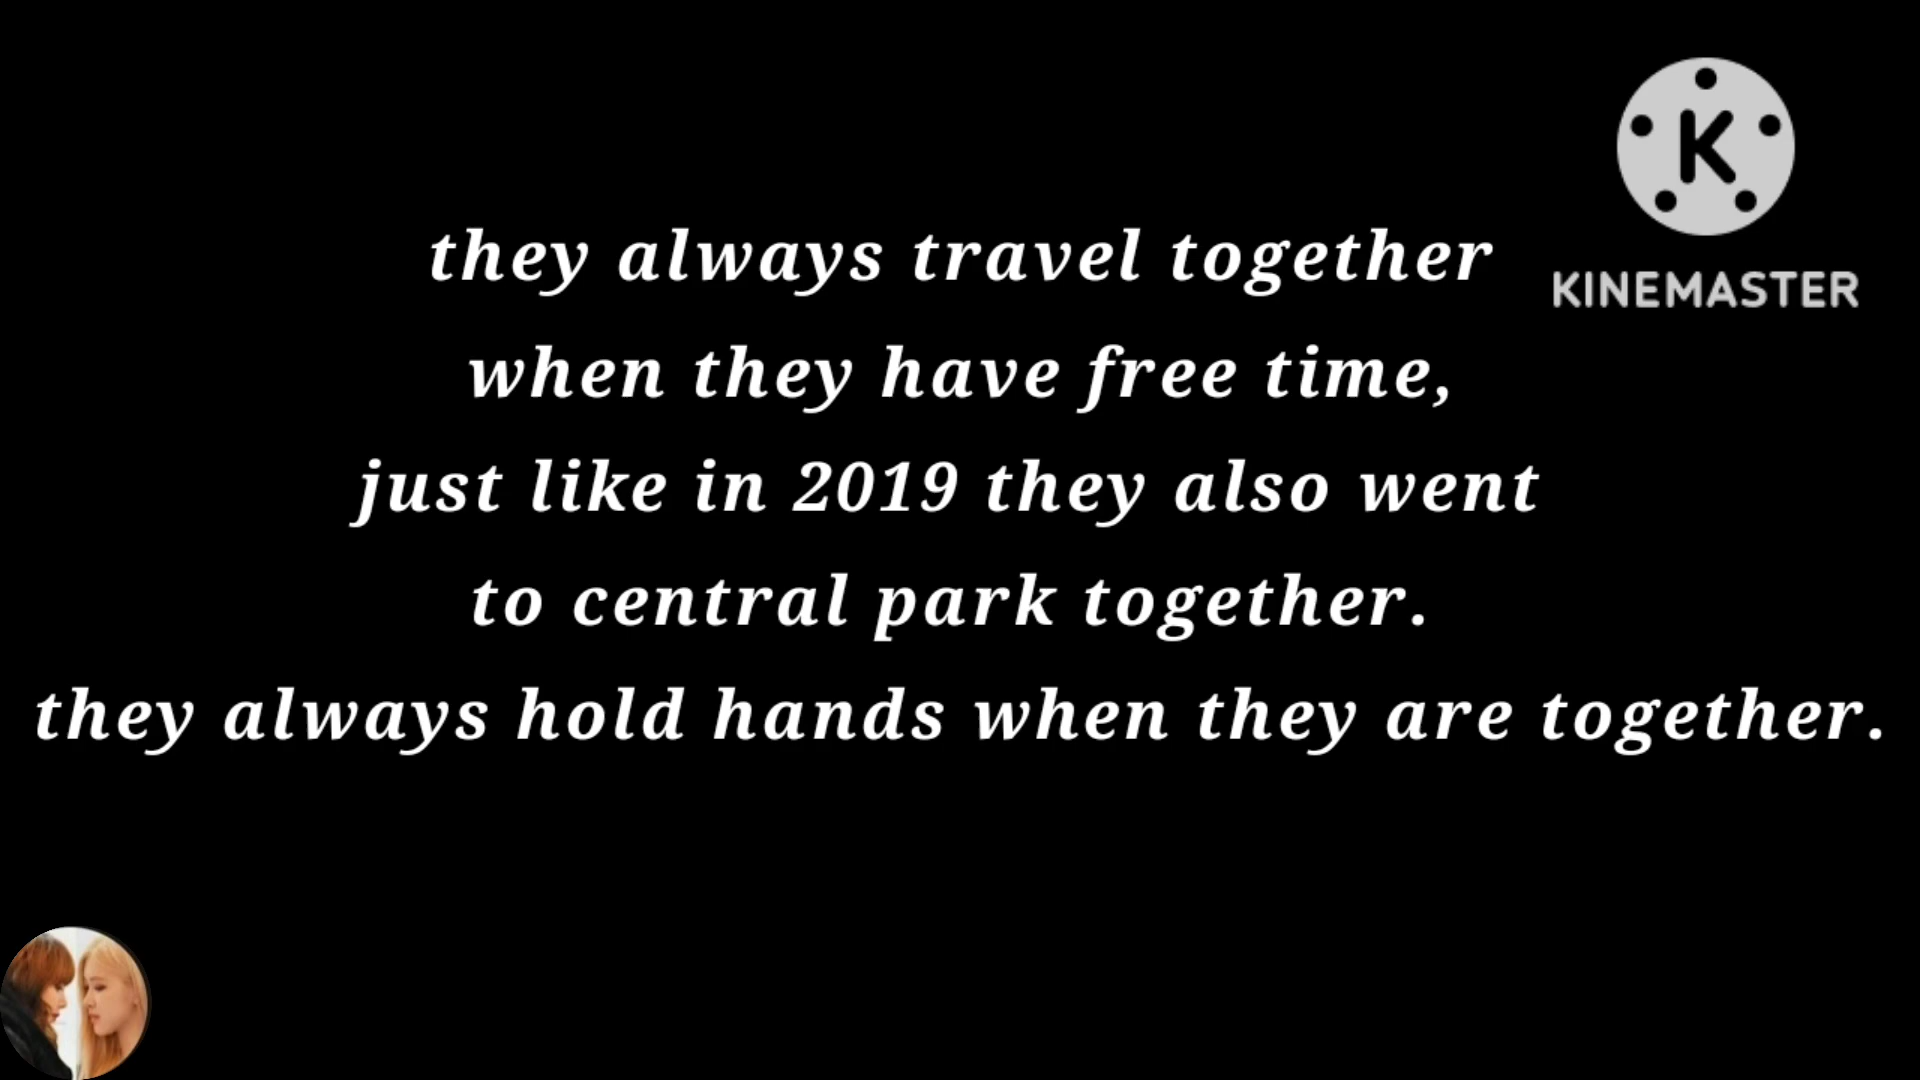 K
KINEMASTER
they always travel together
when they have free time,
just like in 2019 they also went
to central park together.
they always hold hands when they are together.